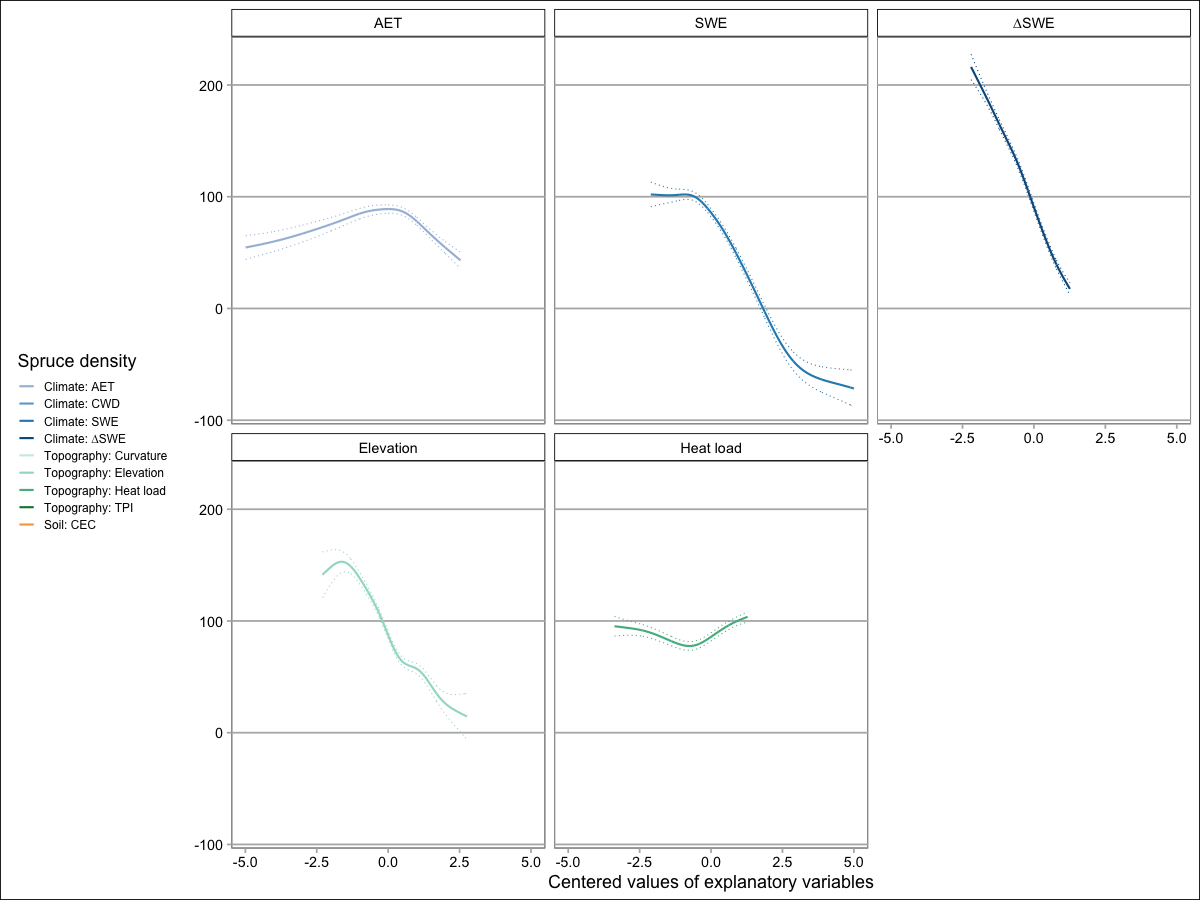 AET
SWE
∆SWE
200
100
0
-100
-5.0 -2.5 0.0 2.5 5.0
Elevation
Heat load
Spruce density
Climate: AET
Climate: CWD
Climate: SWE
Climate: ∆SWE
Topography: Curvature
Topography: Elevation
Topography: Heat load
Topography: TPI
Soil: CEC
200
100
0
-100
-5.0 -2.5 0.0 2.5 5.0
-5.0 -2.5 0.0 2.5 5.0
Centered values of explanatory variables